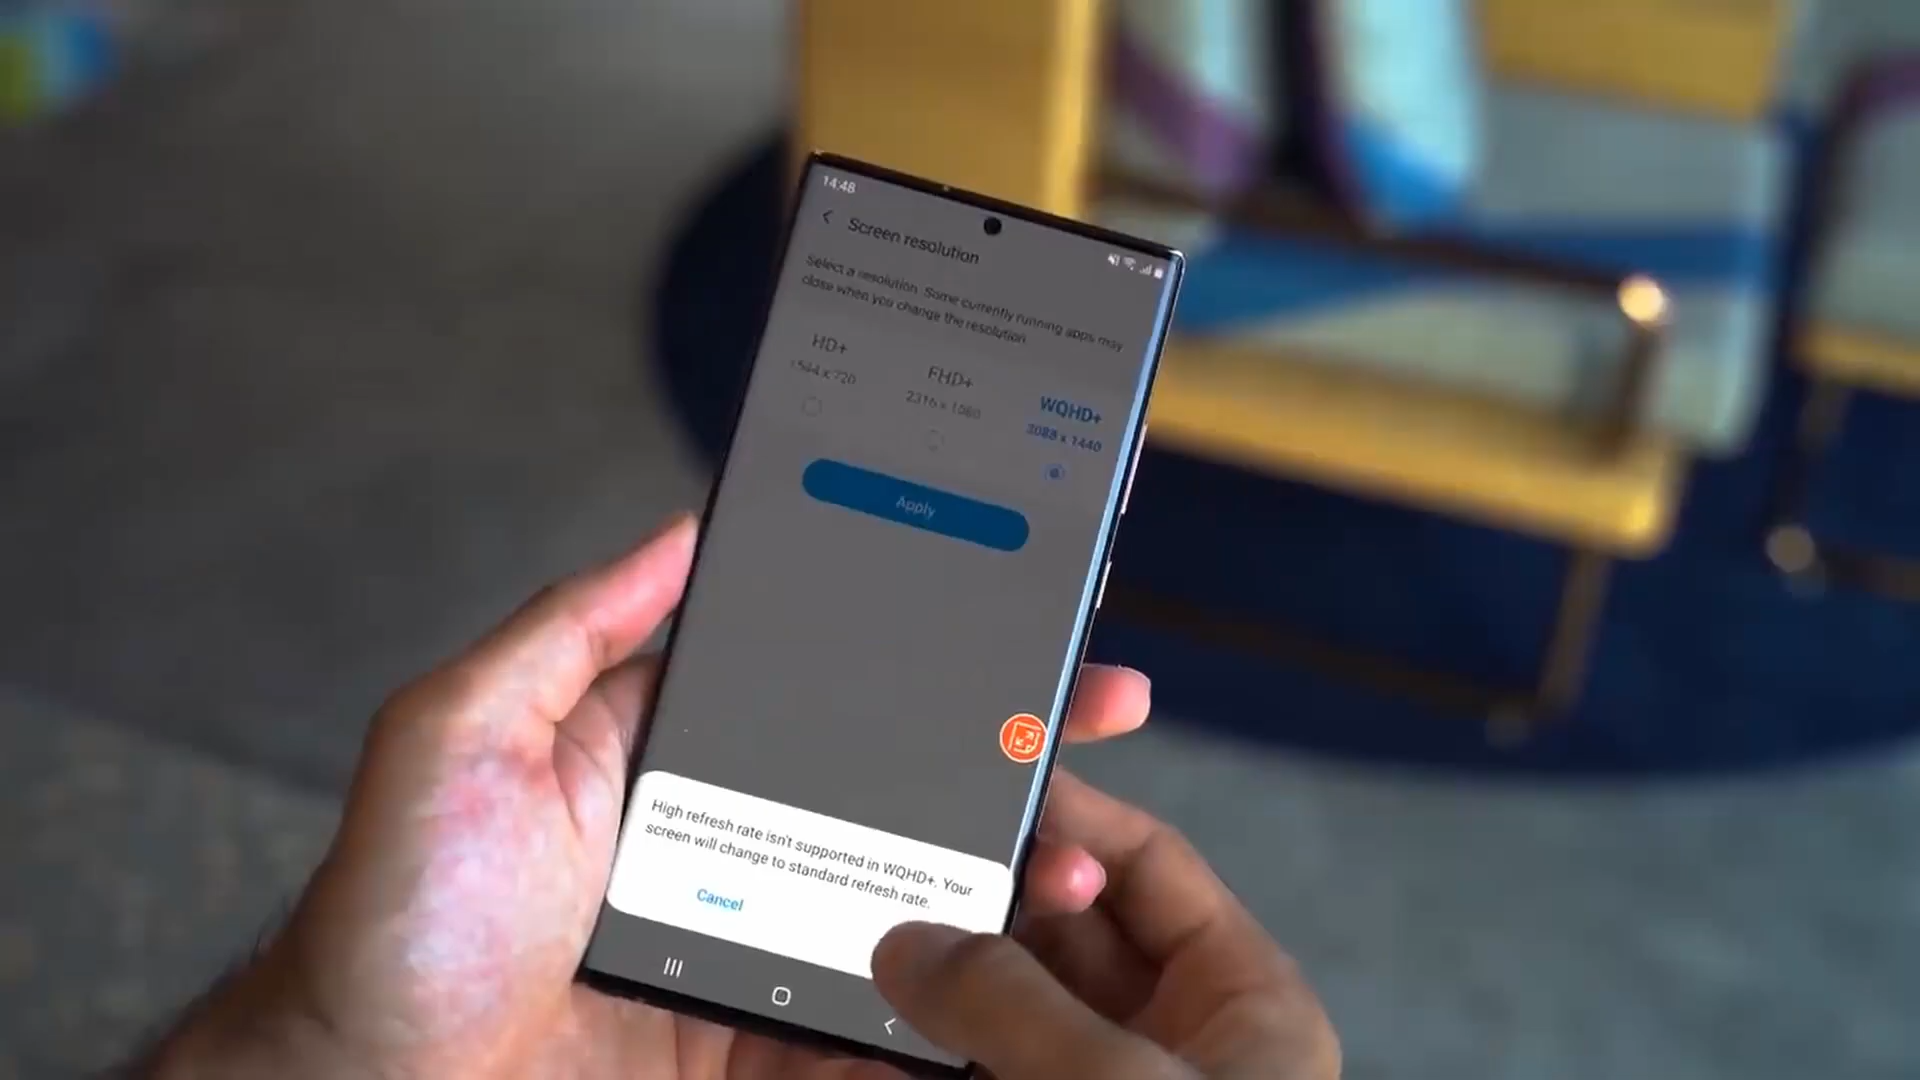 14:48
Screen resolution
Select a resolution. Some currently running apps may
close when you change the resolution.
HD+
1544 x 720
FHD+
2316 x 1080
WQHD+
3088 x 1440
Apply
High refresh rate isn't supported in WQHD+. Your
screen will change to standard refresh rate.
Cancel